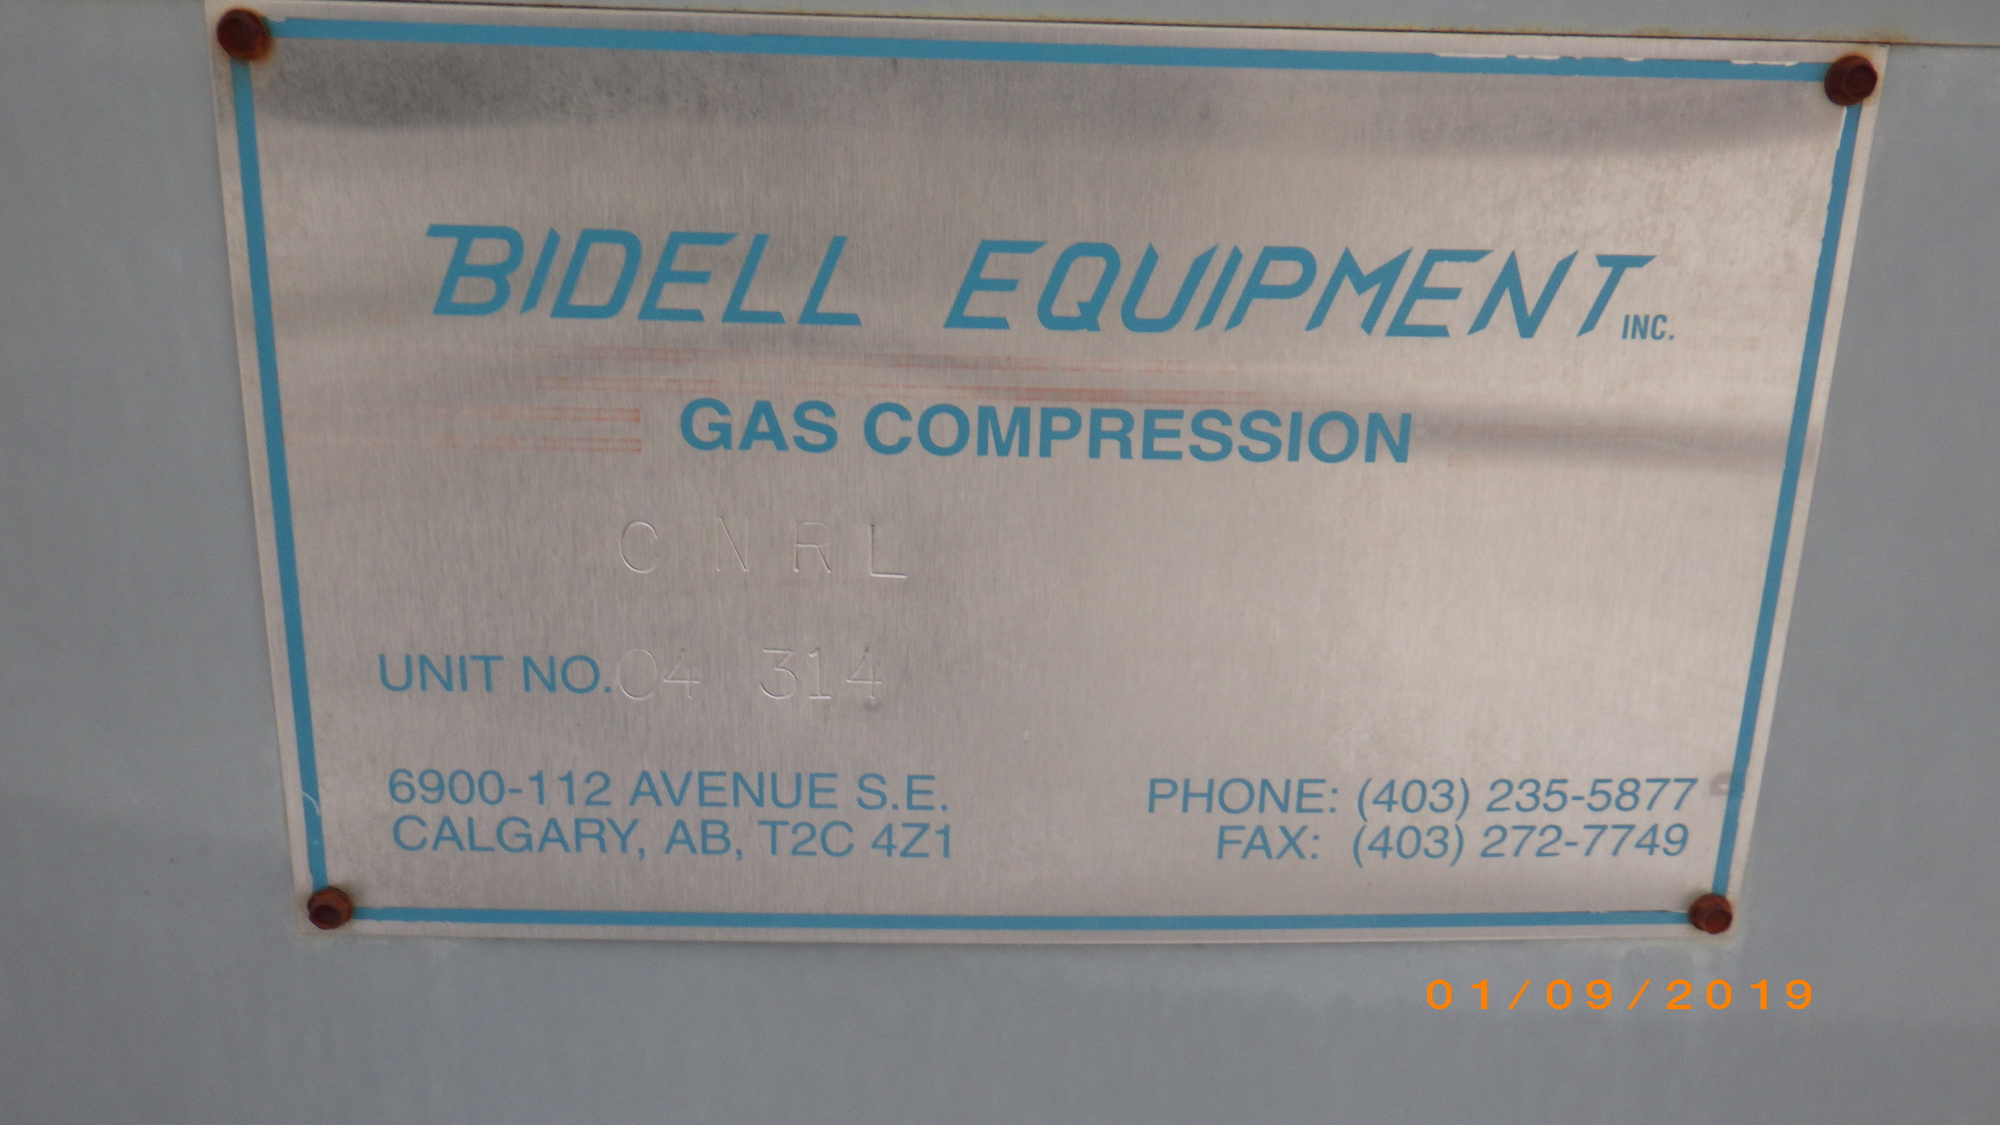 BIDELL EQUIPMENT INC.
GAS COMPRESSION
C N R L
UNIT NO. 04 314
6900-112 AVENUE S.E.
CALGARY, AB, T2C 4Z1
PHONE: (403) 235-5877
FAX: (403) 272-7749
01/09/2019